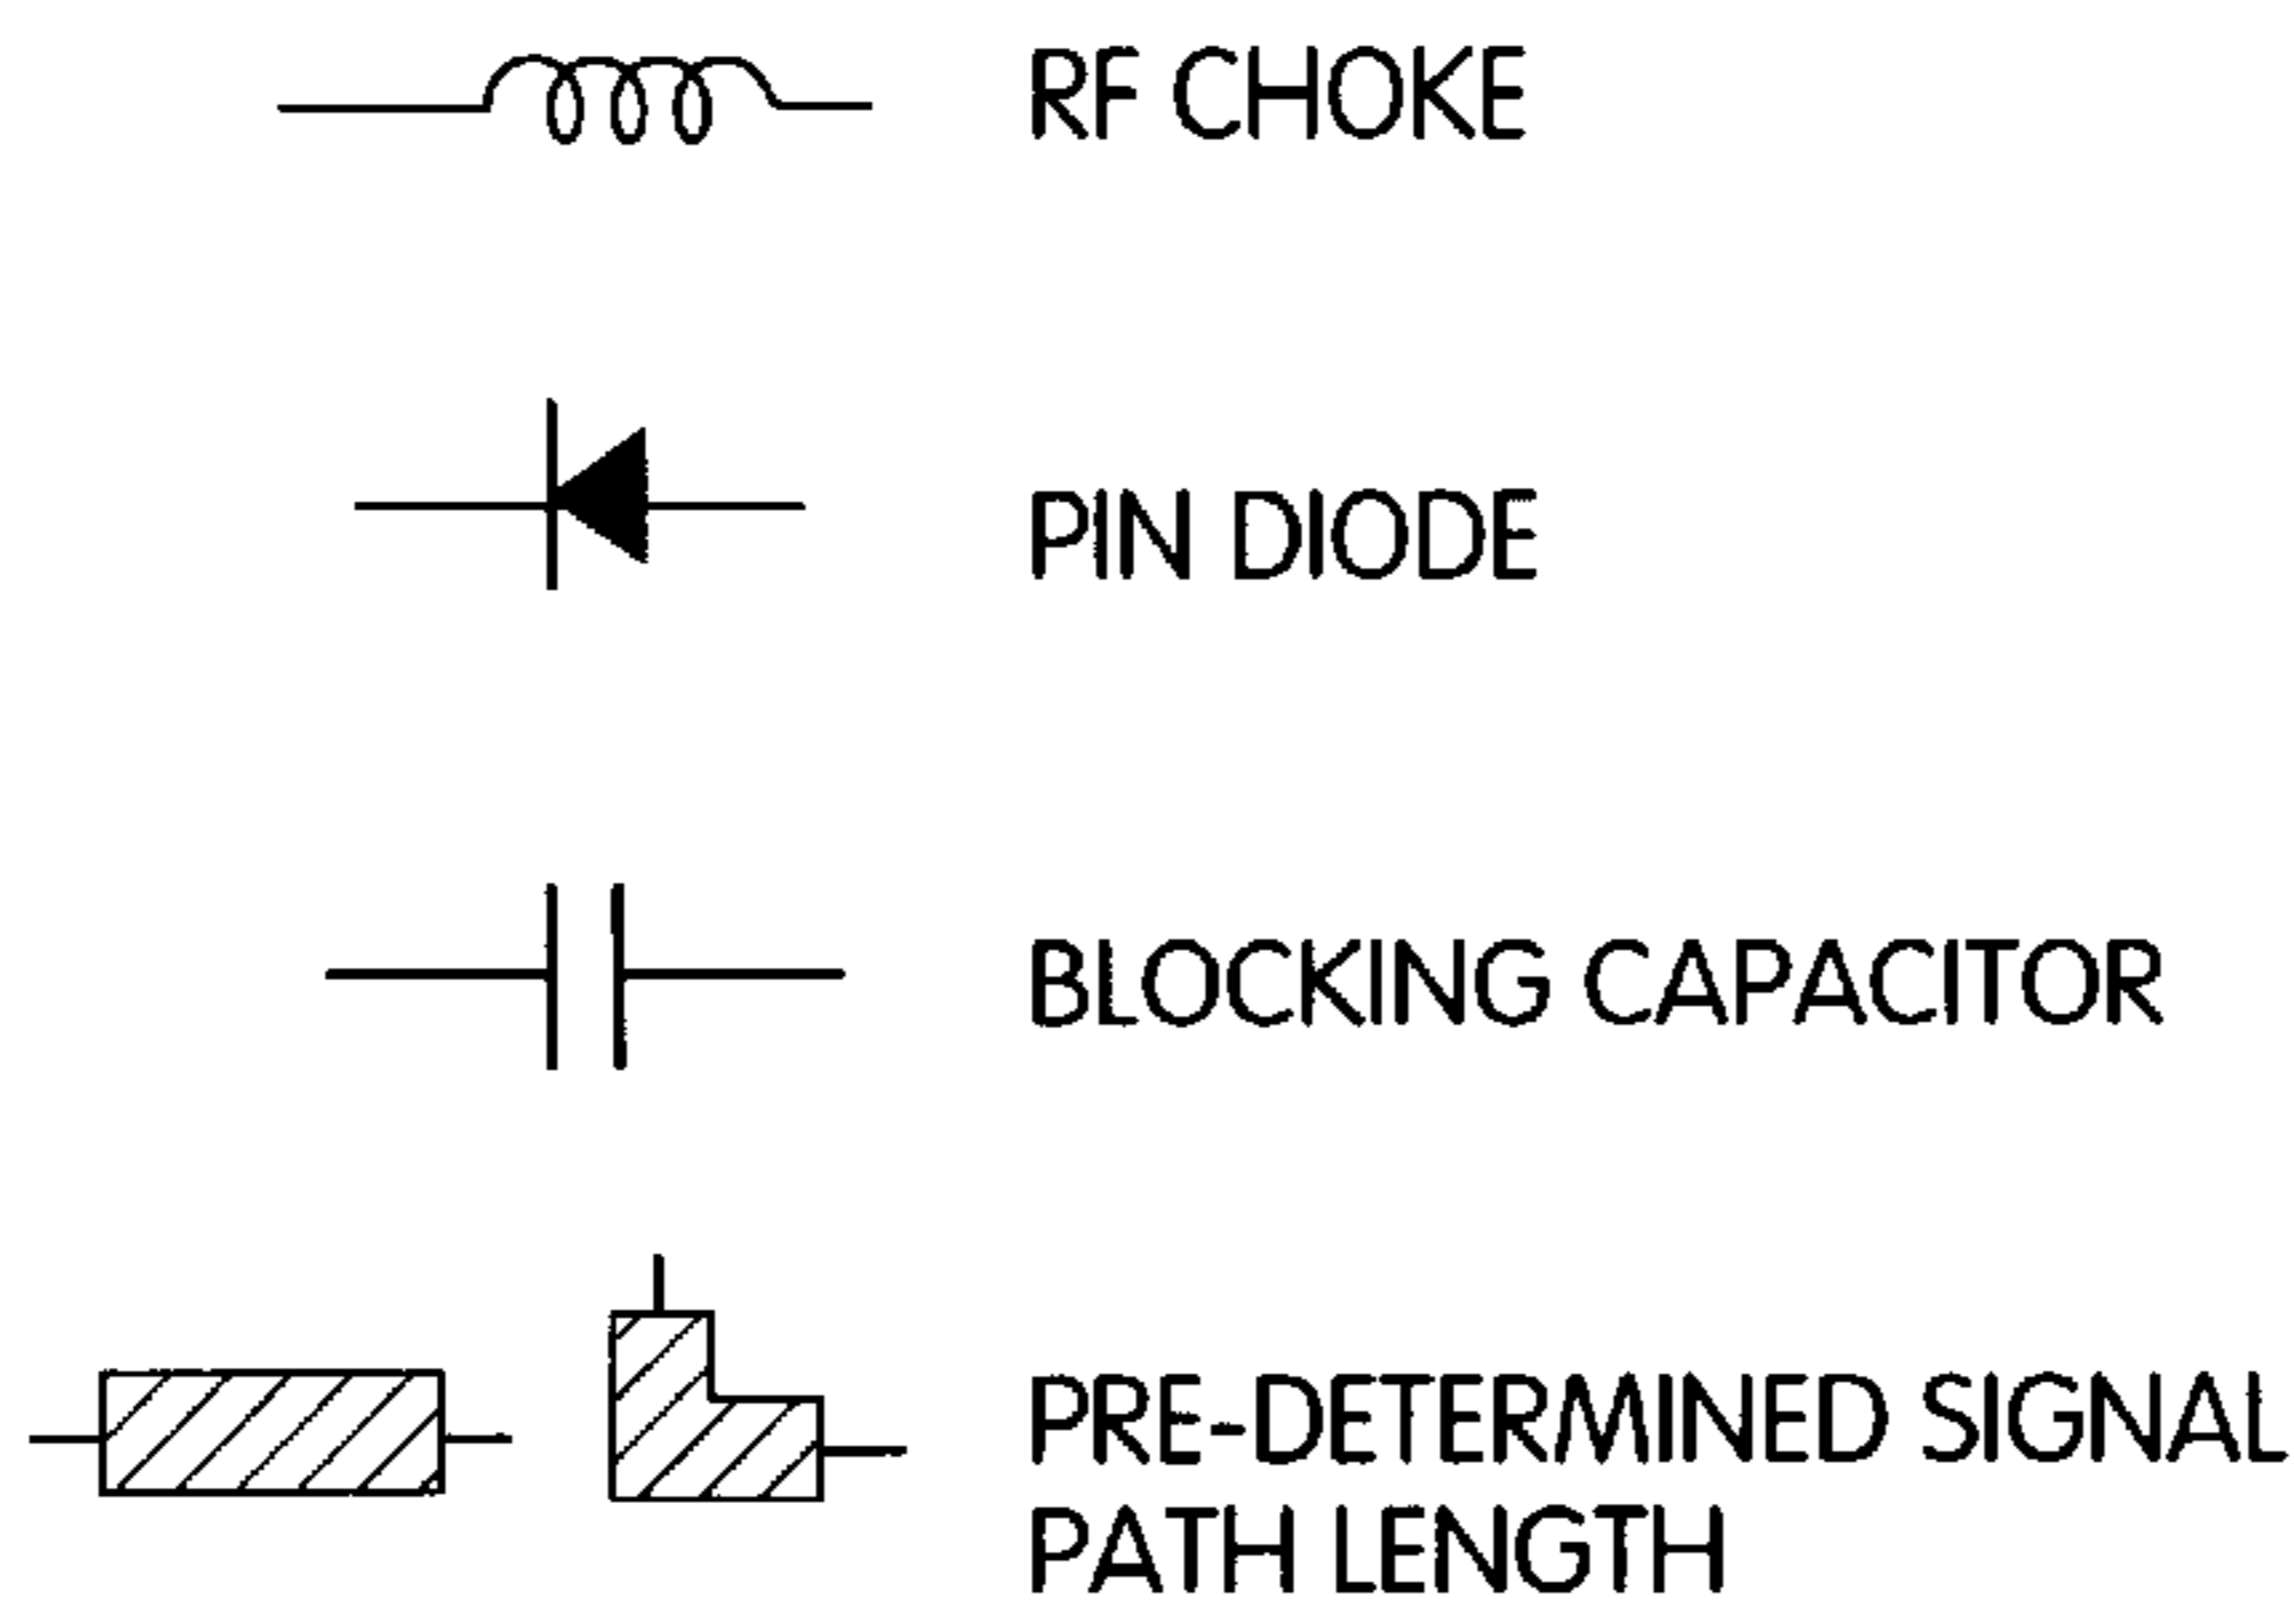 RF CHOKE
PIN DIODE
BLOCKING CAPACITOR
PRE-DETERMINED SIGNAL
PATH LENGTH